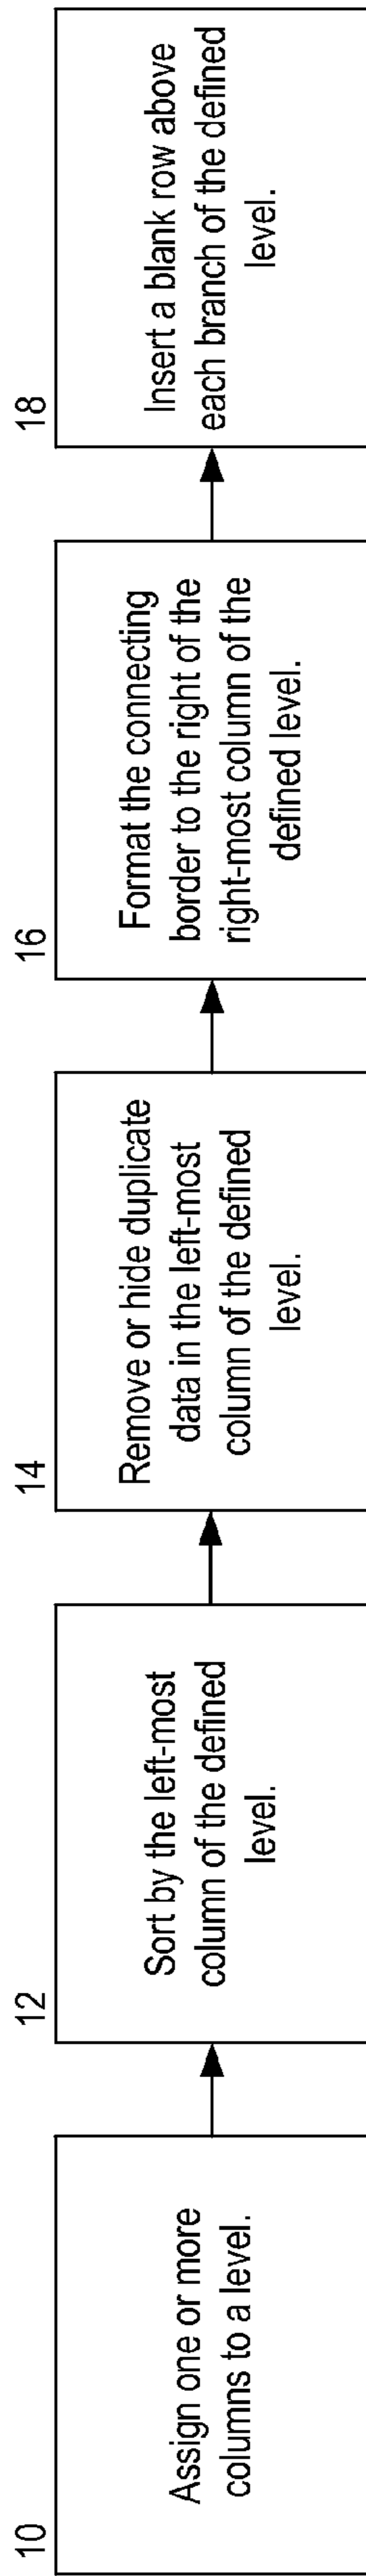 10
Assign one or more
columns to a level.
12
Sort by the left-most
column of the defined
level.
14
Remove or hide duplicate
data in the left-most
column of the defined
level.
16
Format the connecting
border to the right of the
right-most column of the
defined level.
18
Insert a blank row above
each branch of the defined
level.